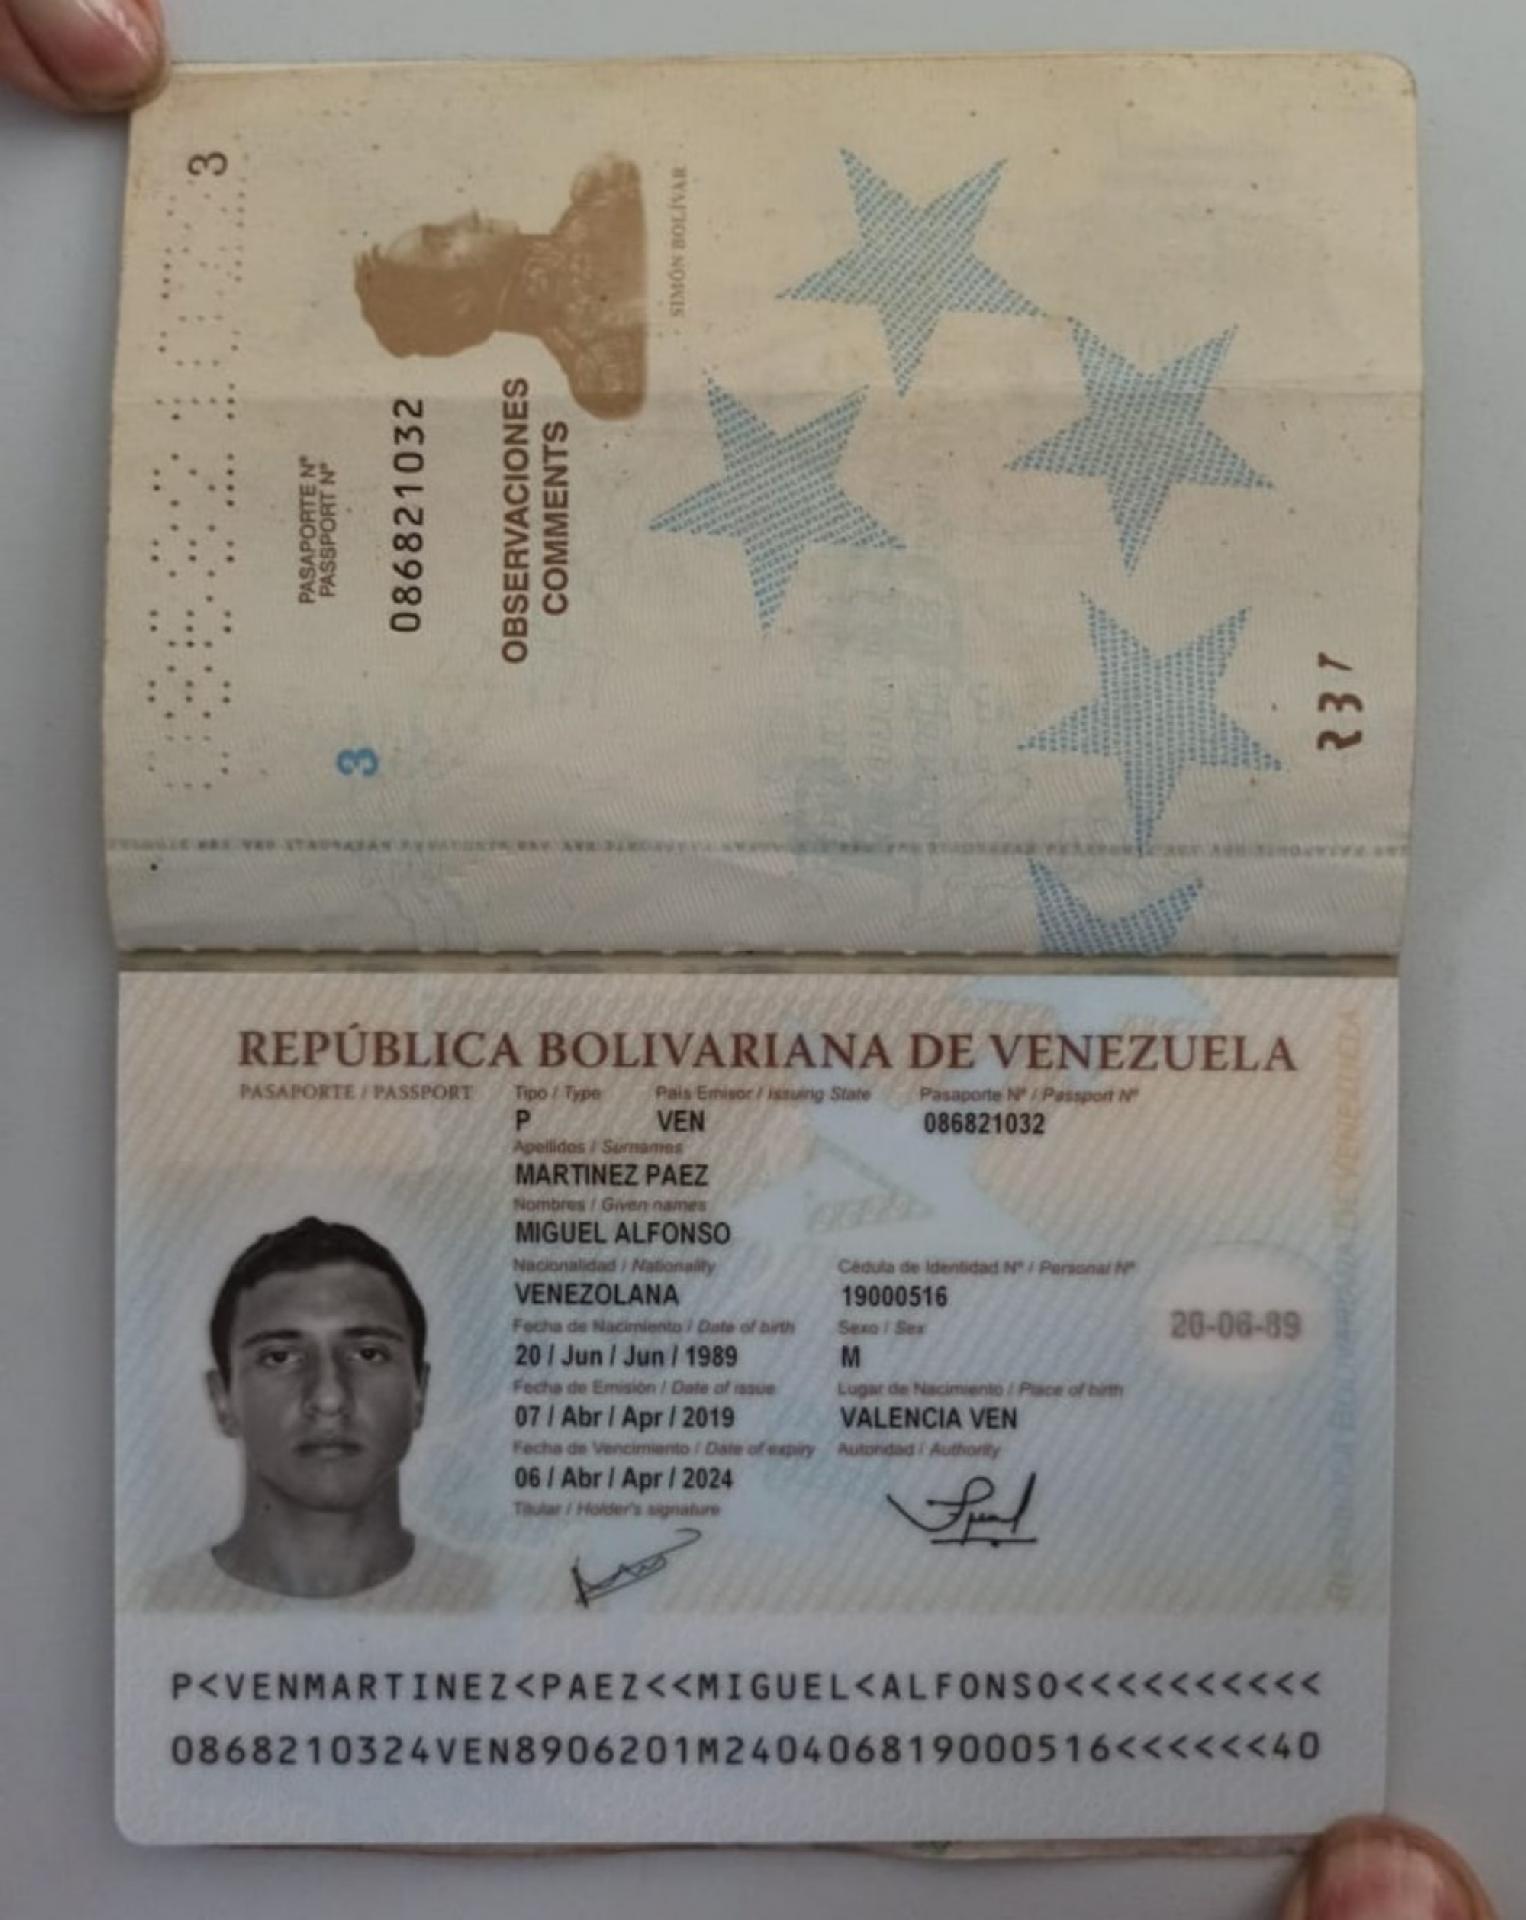 3
SIMÓN BOLÍVAR
PASAPORTE Nº
PASSPORT Nº
086821032
OBSERVACIONES
COMMENTS
3
REPÚBLICA BOLIVARIANA DE VENEZUELA
PASAPORTE / PASSPORT Tipo / Type País Emisor / Issuing State Pasaporte Nº / Passport Nº
P VEN 086821032
Apellidos / Surnames
MARTINEZ PAEZ
Nombres / Given names
MIGUEL ALFONSO
Nacionalidad / Nationality Cédula de Identidad Nº / Personal Nº
VENEZOLANA 19000516
Fecha de Nacimiento / Date of birth Sexo / Sex
20 / Jun / Jun / 1989 M
20-06-89
Fecha de Emisión / Date of issue Lugar de Nacimiento / Place of birth
07 / Abr / Apr / 2019 VALENCIA VEN
Fecha de Vencimiento / Date of expiry Autoridad / Authority
06 / Abr / Apr / 2024
Titular / Holder's signature
P<VENMARTINEZ<PAEZ<<MIGUEL<ALFONSO<<<<<<<<<<
0868210324VEN8906201M240406819000516<<<<<<40